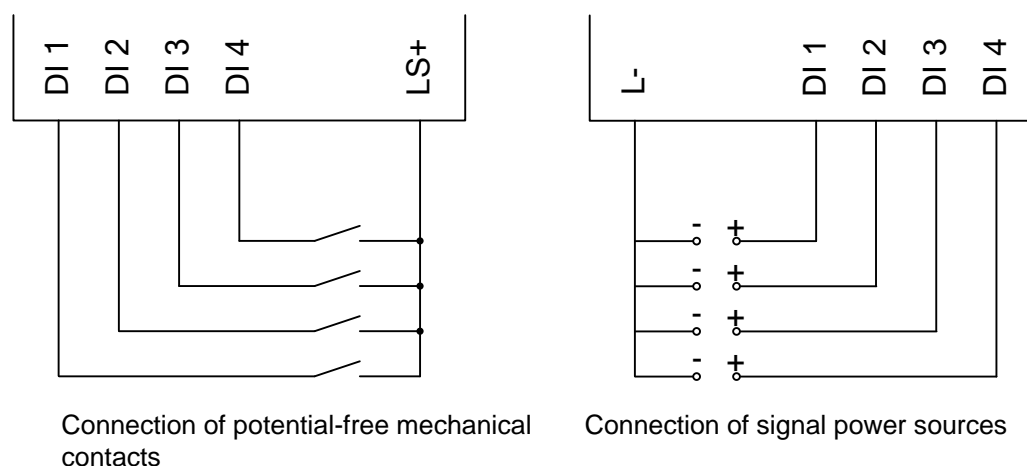 DI 1
DI 2
DI 3
DI 4
LS+
L-
DI 1
DI 2
DI 3
DI 4
- +
- +
- +
- +
Connection of potential-free mechanical
contacts
Connection of signal power sources